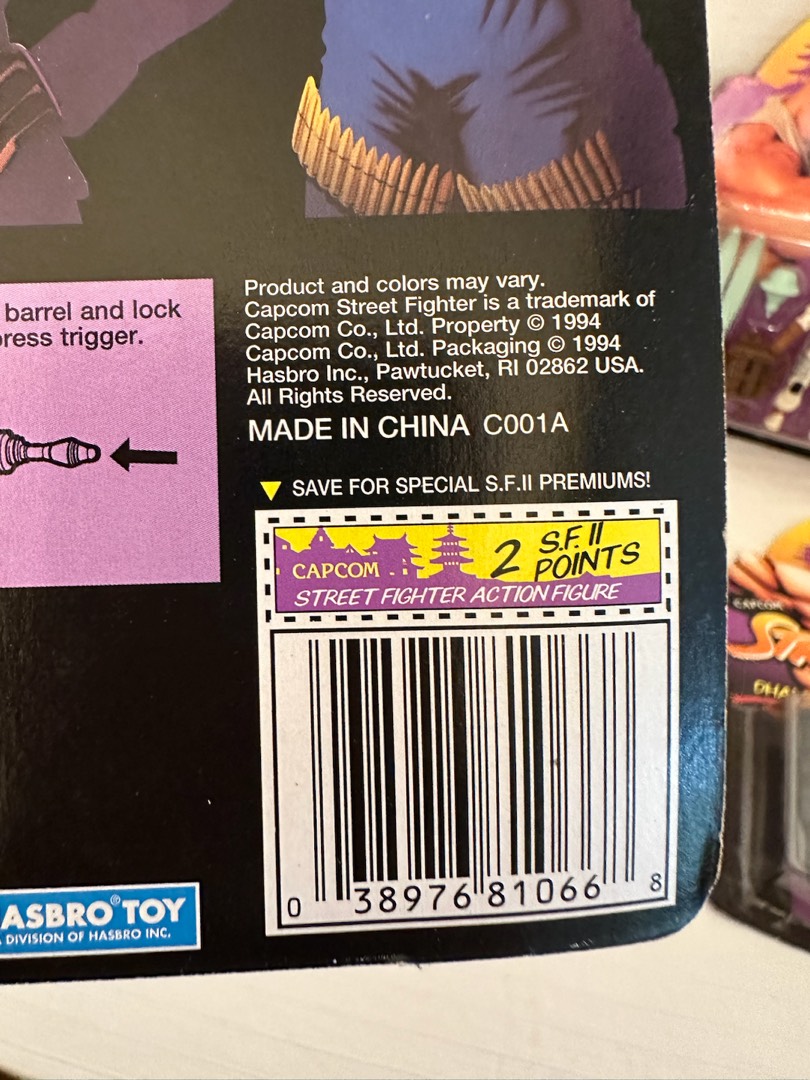 barrel and lock
press trigger.
Product and colors may vary.
Capcom Street Fighter is a trademark of
Capcom Co., Ltd. Property © 1994
Capcom Co., Ltd. Packaging © 1994
Hasbro Inc., Pawtucket, RI 02862 USA.
All Rights Reserved.
MADE IN CHINA C001A
SAVE FOR SPECIAL S.F.II PREMIUMS!
CAPCOM
2 S.F. II
POINTS
STREET FIGHTER ACTION FIGURE
0 38976 81066 8
ASBRO® TOY
DIVISION OF HASBRO INC.
CAPCOM